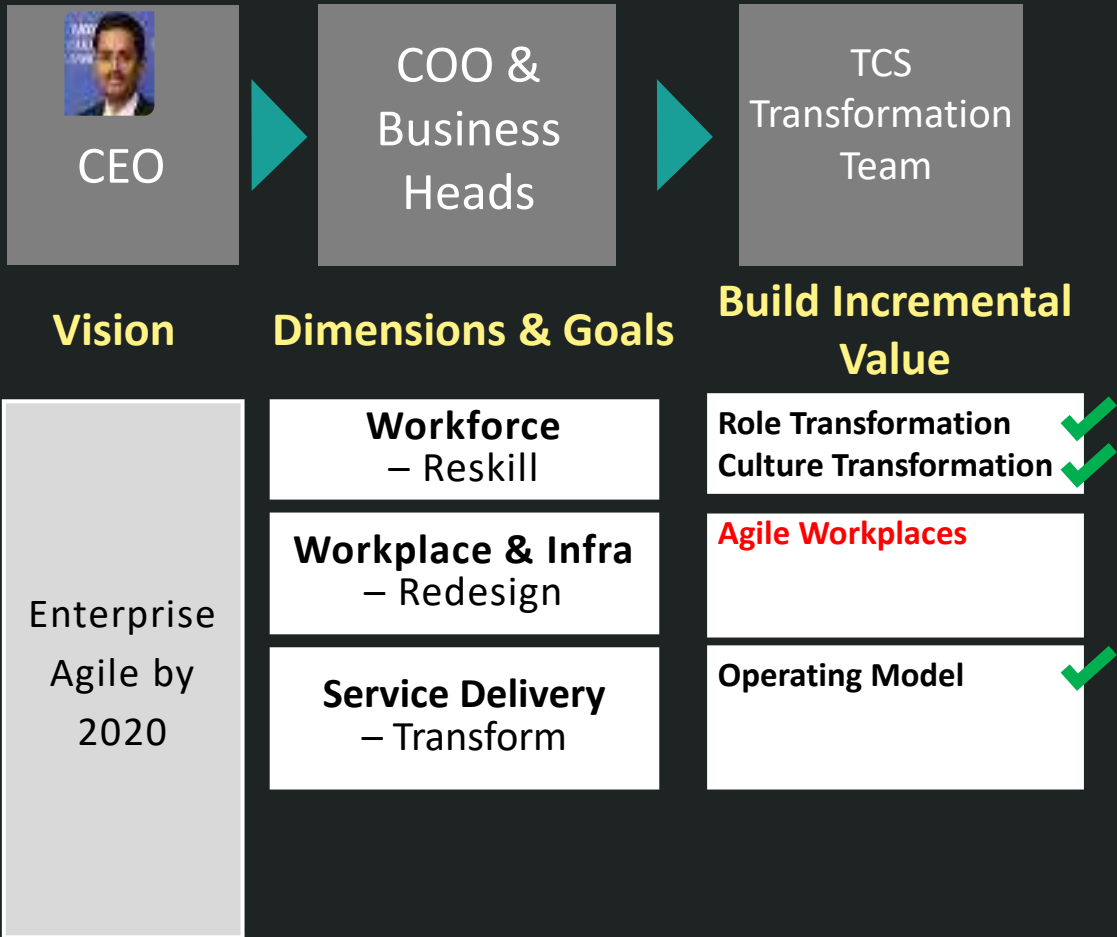 CEO
COO &
Business
Heads
TCS
Transformation
Team
Vision
Dimensions & Goals
Build Incremental
Value
Enterprise
Agile by
2020
Workforce
– Reskill
Workplace & Infra
– Redesign
Service Delivery
– Transform
Role Transformation
Culture Transformation
Agile Workplaces
Operating Model